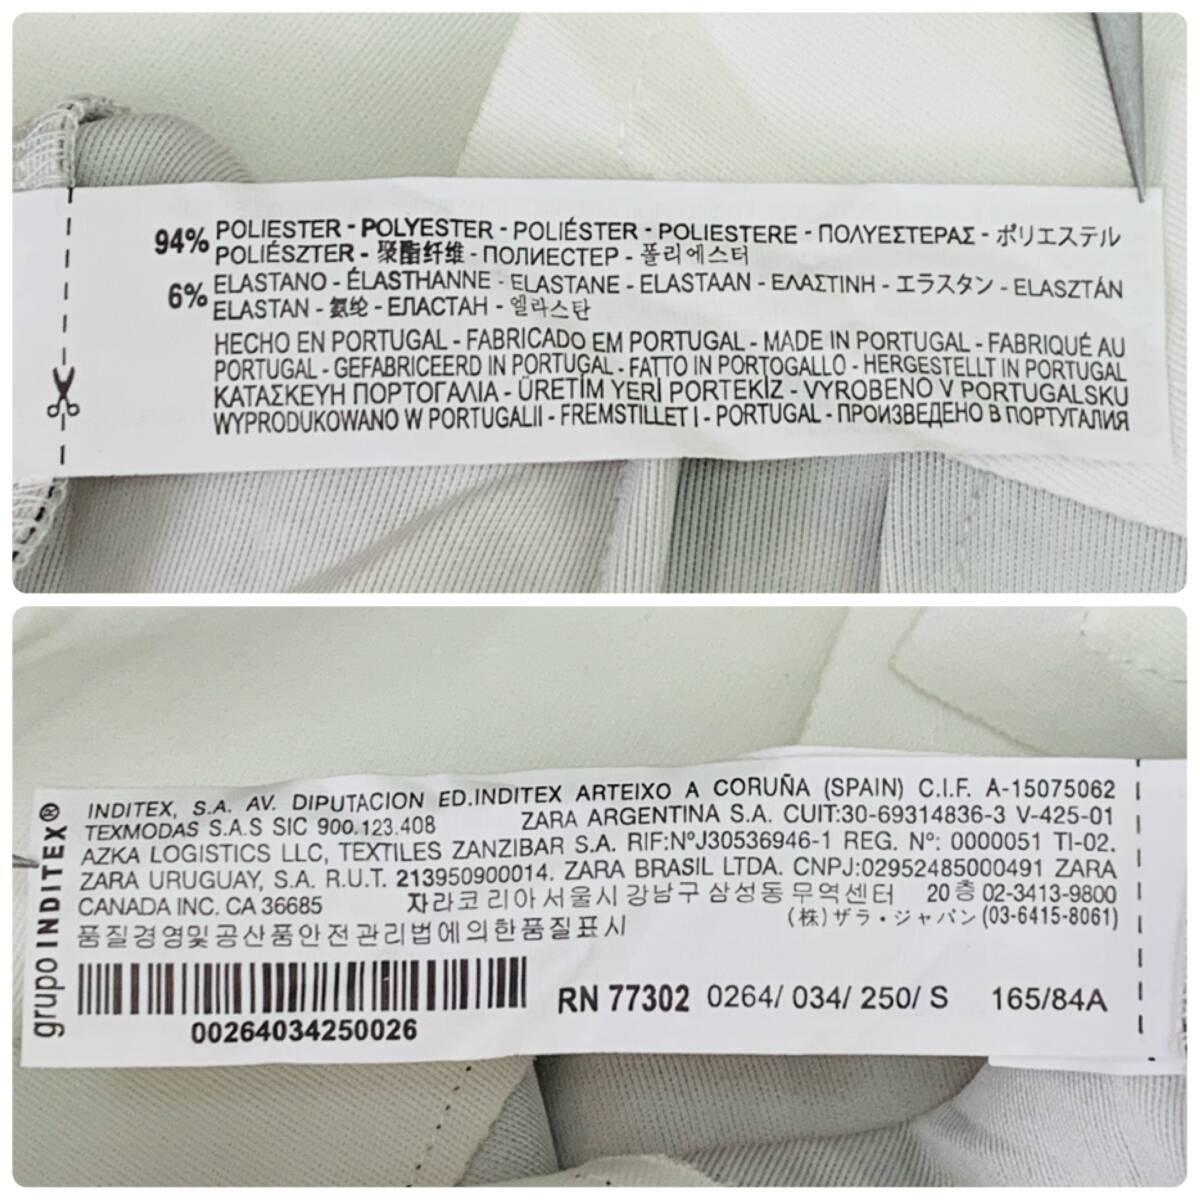 94% POLIESTER - POLYESTER - POLIÉSTER - POLIESTERE - ΠΟΛΥΕΣΤΕΡΑΣ - ポリエステル
POLIÉSZTER - 聚酯纤维 - ПОЛИЕСТЕР - 폴리에스터
6% ELASTANO - ÉLASTHANNE - ELASTANE - ELASTAAN - ΕΛΑΣΤΙΝΗ - エラスタン - ELASZTÁN
ELASTAN - 氨纶 - ЕПАСТАН - 엘라스탄
HECHO EN PORTUGAL - FABRICADO EM PORTUGAL - MADE IN PORTUGAL - FABRIQUÉ AU
PORTUGAL - GEFABRICEERD IN PORTUGAL - FATTO IN PORTOGALLO - HERGESTELLT IN PORTUGAL
ΚΑΤΑΣΚΕΥΗ ΠΟΡΤΟΓΑΛΙΑ - ÜRETİM YERİ PORTEKİZ - VYROBENO V PORTUGALSKU
WYPRODUKOWANO W PORTUGALII - FREMSTILLET I - PORTUGAL - ПРОИЗВЕДЕНО В ПОРТУГАЛИЯ
grupo INDITEX®
INDITEX, S.A. AV. DIPUTACION ED.INDITEX ARTEIXO A CORUÑA (SPAIN) C.I.F. A-15075062
TEXMODAS S.A.S SIC 900.123.408 ZARA ARGENTINA S.A. CUIT:30-69314836-3 V-425-01
AZKA LOGISTICS LLC, TEXTILES ZANZIBAR S.A. RIF:NºJ30536946-1 REG. Nº: 0000051 TI-02.
ZARA URUGUAY, S.A. R.U.T. 213950900014. ZARA BRASIL LTDA. CNPJ:02952485000491 ZARA
CANADA INC. CA 36685 자라코리아서울시 강남구 삼성동 무역센터 20층 02-3413-9800
(株)ザラ・ジャパン (03-6415-8061)
품질경영및공산품안전관리법에의한품질표시
00264034250026
RN 77302 0264/ 034/ 250/ S 165/84A